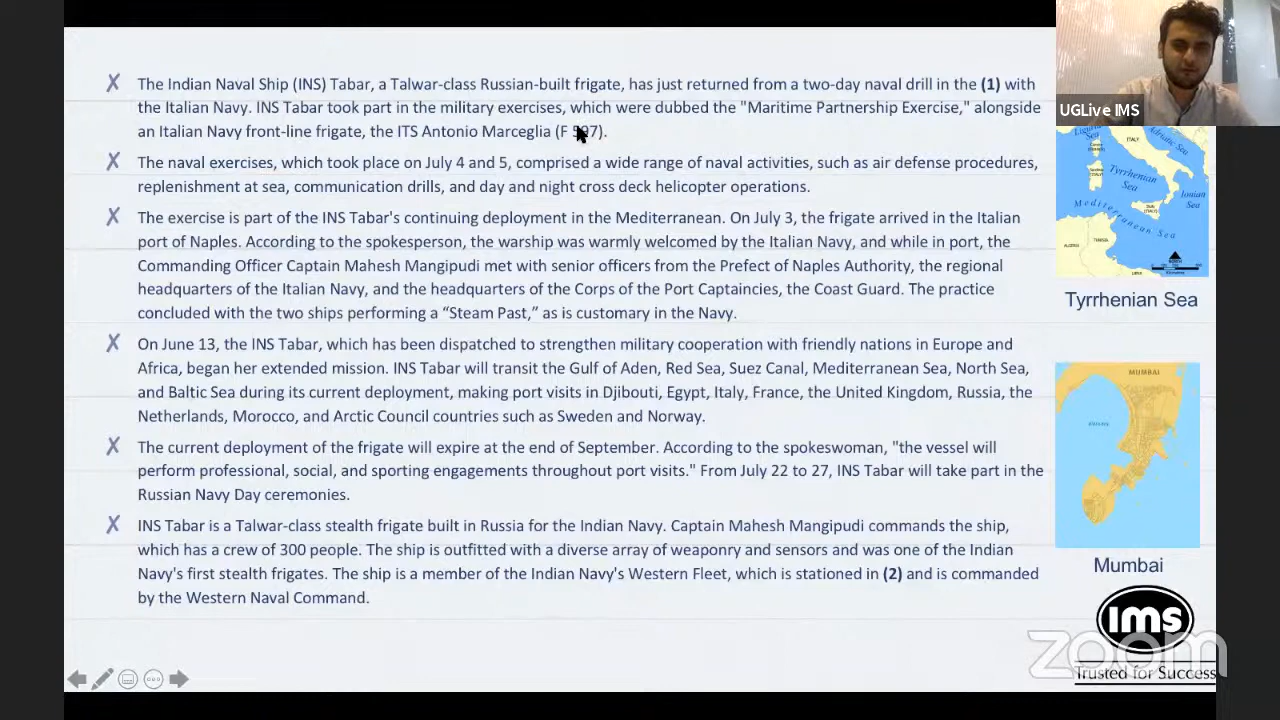 ✗ The Indian Naval Ship (INS) Tabar, a Talwar-class Russian-built frigate, has just returned from a two-day naval drill in the (1) with
the Italian Navy. INS Tabar took part in the military exercises, which were dubbed the "Maritime Partnership Exercise," alongside
an Italian Navy front-line frigate, the ITS Antonio Marceglia (F 597).
✗ The naval exercises, which took place on July 4 and 5, comprised a wide range of naval activities, such as air defense procedures,
replenishment at sea, communication drills, and day and night cross deck helicopter operations.
✗ The exercise is part of the INS Tabar's continuing deployment in the Mediterranean. On July 3, the frigate arrived in the Italian
port of Naples. According to the spokesperson, the warship was warmly welcomed by the Italian Navy, and while in port, the
Commanding Officer Captain Mahesh Mangipudi met with senior officers from the Prefect of Naples Authority, the regional
headquarters of the Italian Navy, and the headquarters of the Corps of the Port Captaincies, the Coast Guard. The practice
concluded with the two ships performing a “Steam Past,” as is customary in the Navy.
✗ On June 13, the INS Tabar, which has been dispatched to strengthen military cooperation with friendly nations in Europe and
Africa, began her extended mission. INS Tabar will transit the Gulf of Aden, Red Sea, Suez Canal, Mediterranean Sea, North Sea,
and Baltic Sea during its current deployment, making port visits in Djibouti, Egypt, Italy, France, the United Kingdom, Russia, the
Netherlands, Morocco, and Arctic Council countries such as Sweden and Norway.
✗ The current deployment of the frigate will expire at the end of September. According to the spokeswoman, "the vessel will
perform professional, social, and sporting engagements throughout port visits." From July 22 to 27, INS Tabar will take part in the
Russian Navy Day ceremonies.
✗ INS Tabar is a Talwar-class stealth frigate built in Russia for the Indian Navy. Captain Mahesh Mangipudi commands the ship,
which has a crew of 300 people. The ship is outfitted with a diverse array of weaponry and sensors and was one of the Indian
Navy's first stealth frigates. The ship is a member of the Indian Navy's Western Fleet, which is stationed in (2) and is commanded
by the Western Naval Command.
UGLive IMS
ITALY
Adriatic Sea
Tyrrhenian
Sea
Ionian
Sea
Mediterranean Sea
Tyrrhenian Sea
MUMBAI
Mumbai
ims
zoom
Trusted for Success